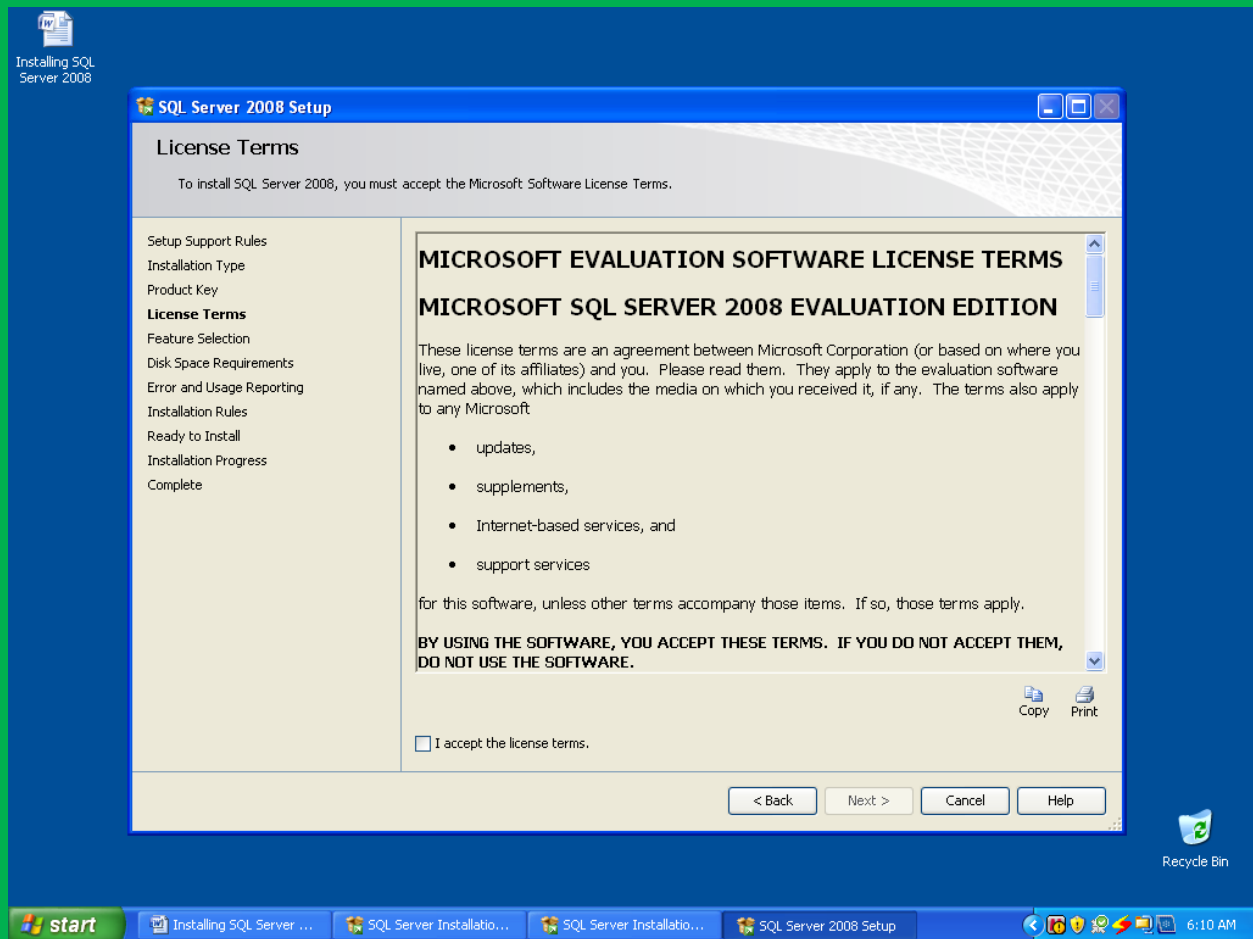 Installing SQL
Server 2008
SQL Server 2008 Setup
License Terms
To install SQL Server 2008, you must accept the Microsoft Software License Terms.
Setup Support Rules
Installation Type
Product Key
License Terms
Feature Selection
Disk Space Requirements
Error and Usage Reporting
Installation Rules
Ready to Install
Installation Progress
Complete
MICROSOFT EVALUATION SOFTWARE LICENSE TERMS
MICROSOFT SQL SERVER 2008 EVALUATION EDITION
These license terms are an agreement between Microsoft Corporation (or based on where you
live, one of its affiliates) and you.  Please read them.  They apply to the evaluation software
named above, which includes the media on which you received it, if any.  The terms also apply
to any Microsoft
• updates,
• supplements,
• Internet-based services, and
• support services
for this software, unless other terms accompany those items.  If so, those terms apply.
BY USING THE SOFTWARE, YOU ACCEPT THESE TERMS.  IF YOU DO NOT ACCEPT THEM,
DO NOT USE THE SOFTWARE.
Copy Print
I accept the license terms.
< Back Next > Cancel Help
Recycle Bin
start Installing SQL Server ... SQL Server Installatio... SQL Server Installatio... SQL Server 2008 Setup 6:10 AM